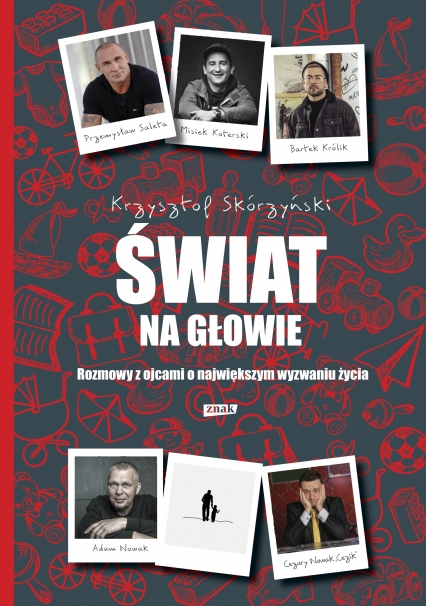 Przemysław Saleta
Misiek Koterski
Bartek Królik
Krzysztof Skórzyński
ŚWIAT
NA GŁOWIE
Rozmowy z ojcami o największym wyzwaniu życia
znak
Adam Nowak
Cezary Nowak „Cezik”